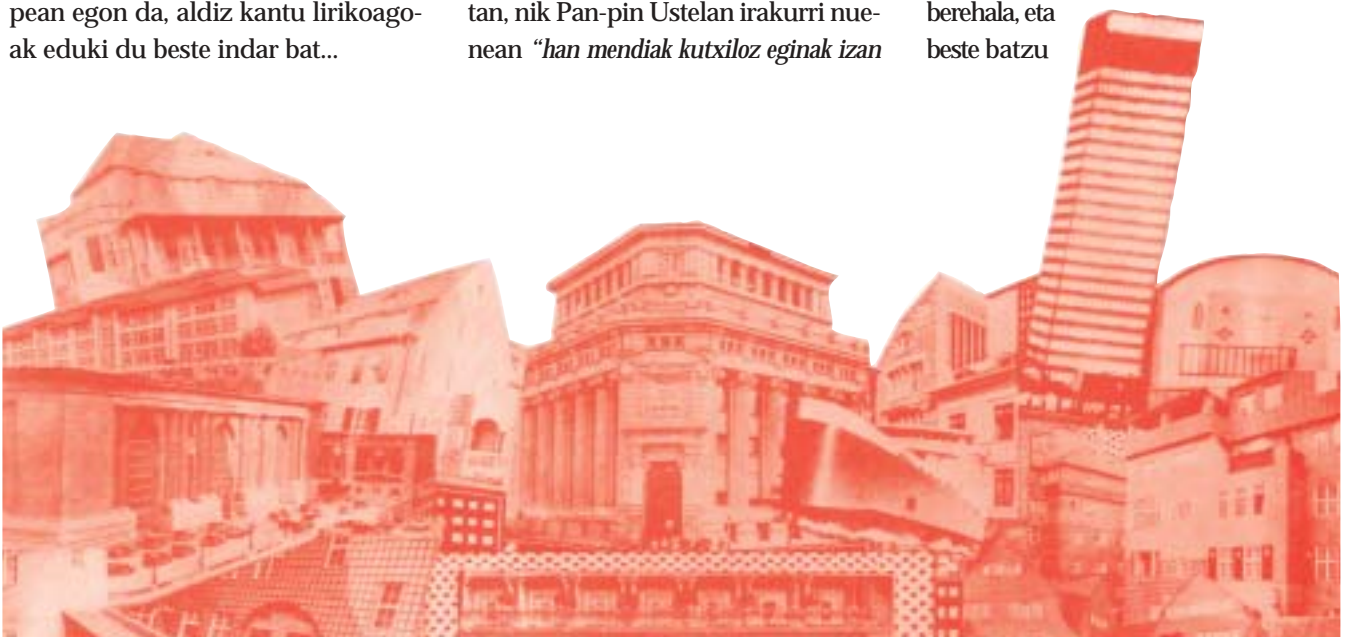 pean egon da, aldiz kantu lirikoago-
ak eduki du beste indar bat...
tan, nik Pan-pin Ustelan irakurri nue-
nean “han mendiak kutxiloz eginak izan
berehala, eta
beste batzu